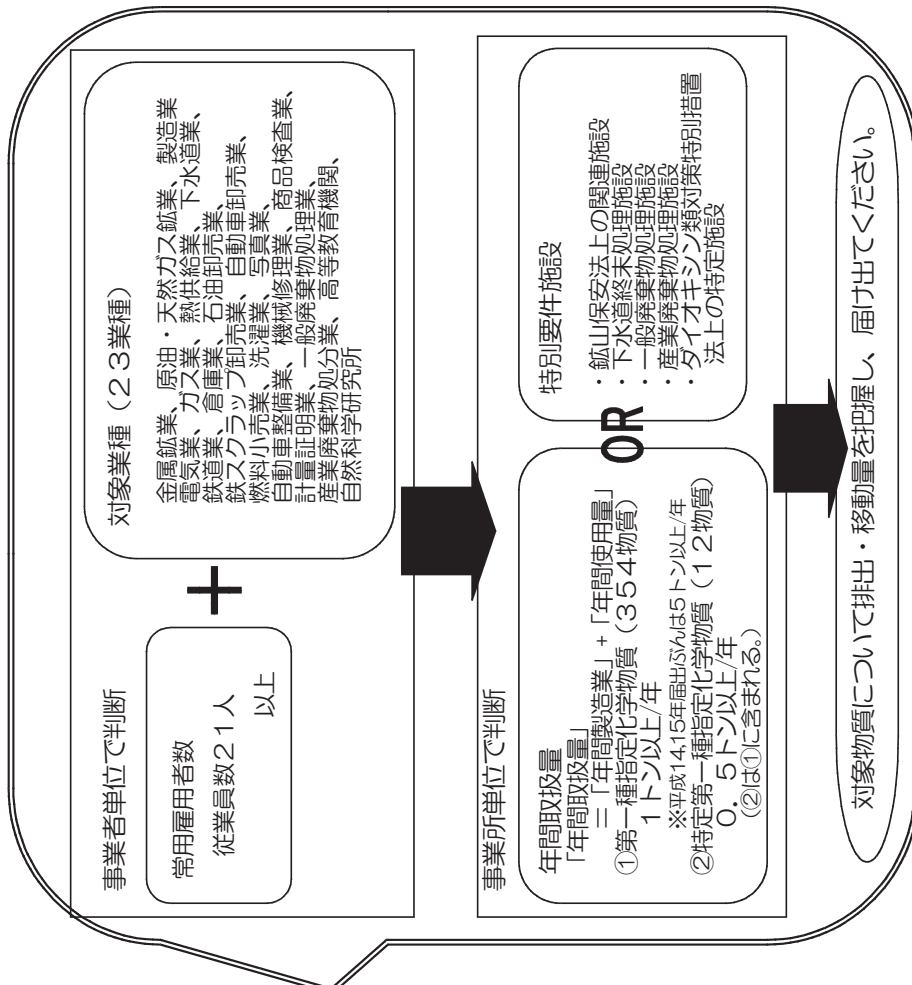 事業者単位で判断
常用雇用者数
従業員数21人
以上
＋
対象業種（23業種）
金属鉱業、原油・天然ガス鉱業、製造業
電気業、ガス業、熱供給業、下水道業、
鉄道業、倉庫業、石油卸売業、
鉄スクラップ卸売業、自動車卸売業、
燃料小売業、洗濯業、写真業、
自動車整備業、機械修理業、商品検査業、
計量証明業、一般廃棄物処理業、
産業廃棄物処分業、高等教育機関、
自然科学研究所
事業所単位で判断
年間取扱量
「年間取扱量」
＝「年間製造業」+「年間使用量」
①第一種指定化学物質（354物質）
1トン以上/年
※平成14,15年届出ぶんは5トン以上/年
②特定第一種指定化学物質（12物質）
0.5トン以上/年
（②は①に含まれる。）
OR
特別要件施設
・鉱山保安法上の関連施設
・下水道終末処理施設
・一般廃棄物処理施設
・産業廃棄物処理施設
・ダイオキシン類対策特別措置
法上の特定施設
対象物質について排出・移動量を把握し、届け出てください。